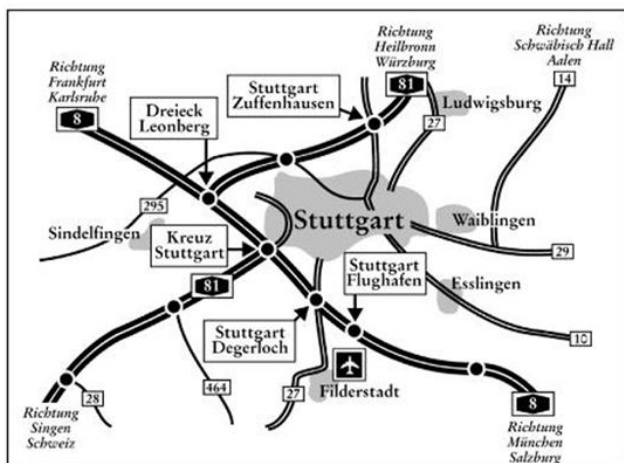 Richtung
Frankfurt
Karlsruhe
8
Dreieck
Leonberg
Stuttgart
Zuffenhausen
Richtung
Heilbronn
Würzburg
81
Ludwigsburg
27
Richtung
Schwäbisch Hall
Aalen
14
295
Sindelfingen
Stuttgart
Waiblingen
29
Kreuz
Stuttgart
81
Stuttgart
Flughafen
Esslingen
10
Stuttgart
Degerloch
28
464
27
Filderstadt
Richtung
Singen
Schweiz
8
Richtung
München
Salzburg